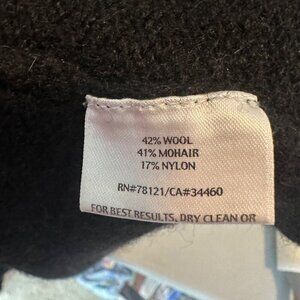 42% WOOL
41% MOHAIR
17% NYLON
RN#78121/CA#34460
FOR BEST RESULTS, DRY CLEAN OR